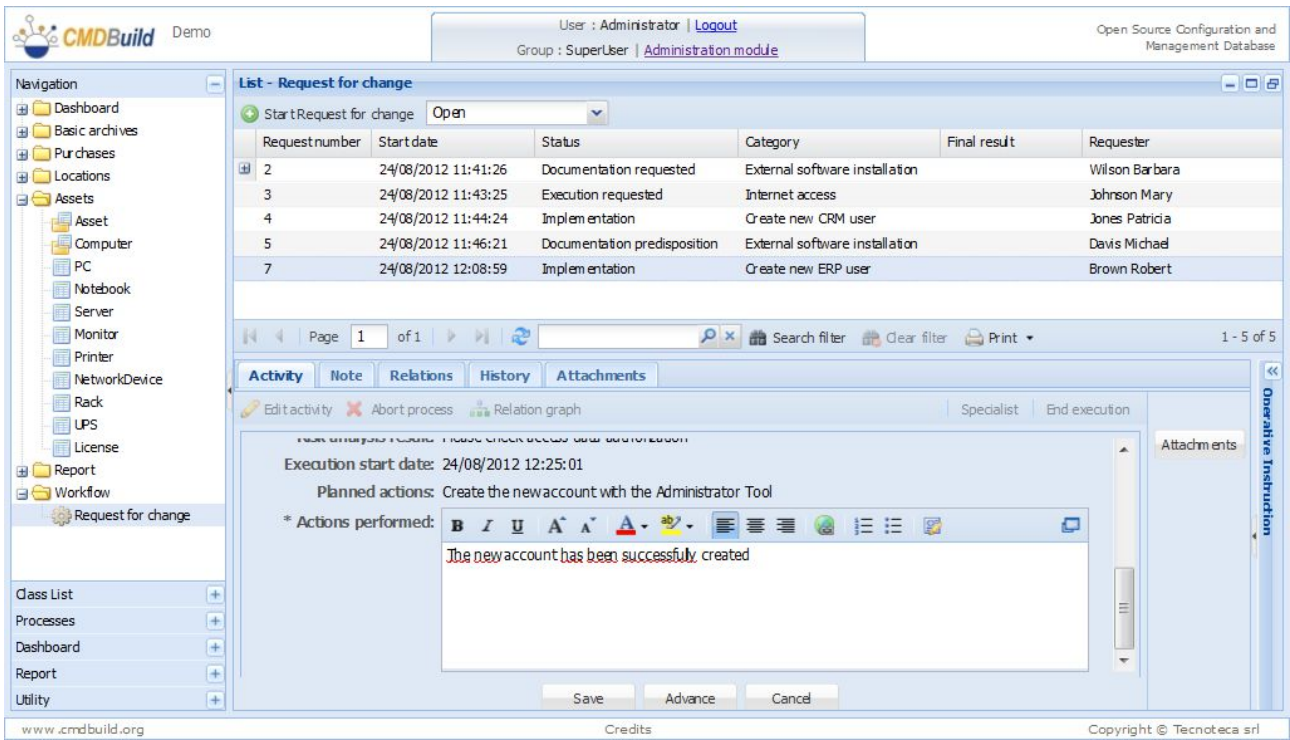 CMDBuild Demo
User : Administrator | Logout
Group : SuperUser | Administration module
Open Source Configuration and
Management Database
Navigation
Dashboard
Basic archives
Purchases
Locations
Assets
Asset
Computer
PC
Notebook
Server
Monitor
Printer
NetworkDevice
Rack
UPS
License
Report
Workflow
Request for change
Class List
Processes
Dashboard
Report
Utility
List - Request for change
Start Request for change Open
Request number Start date Status Category Final result Requester
2 24/08/2012 11:41:26 Documentation requested External software installation Wilson Barbara
3 24/08/2012 11:43:25 Execution requested Internet access Johnson Mary
4 24/08/2012 11:44:24 Implementation Create new CRM user Jones Patricia
5 24/08/2012 11:46:21 Documentation predisposition External software installation Davis Michael
7 24/08/2012 12:08:59 Implementation Create new ERP user Brown Robert
Page 1 of 1 Search filter Clear filter Print 1 - 5 of 5
Activity Note Relations History Attachments
Edit activity Abort process Relation graph Specialist End execution
Risk analysis result: Please check access data authorization
Execution start date: 24/08/2012 12:25:01
Planned actions: Create the new account with the Administrator Tool
* Actions performed: B I U A A A ab
The new account has been successfuly created
Save Advance Cancel
Attachments
Operative Instruction
www.cmdbuild.org Credits Copyright © Tecnoteca srl